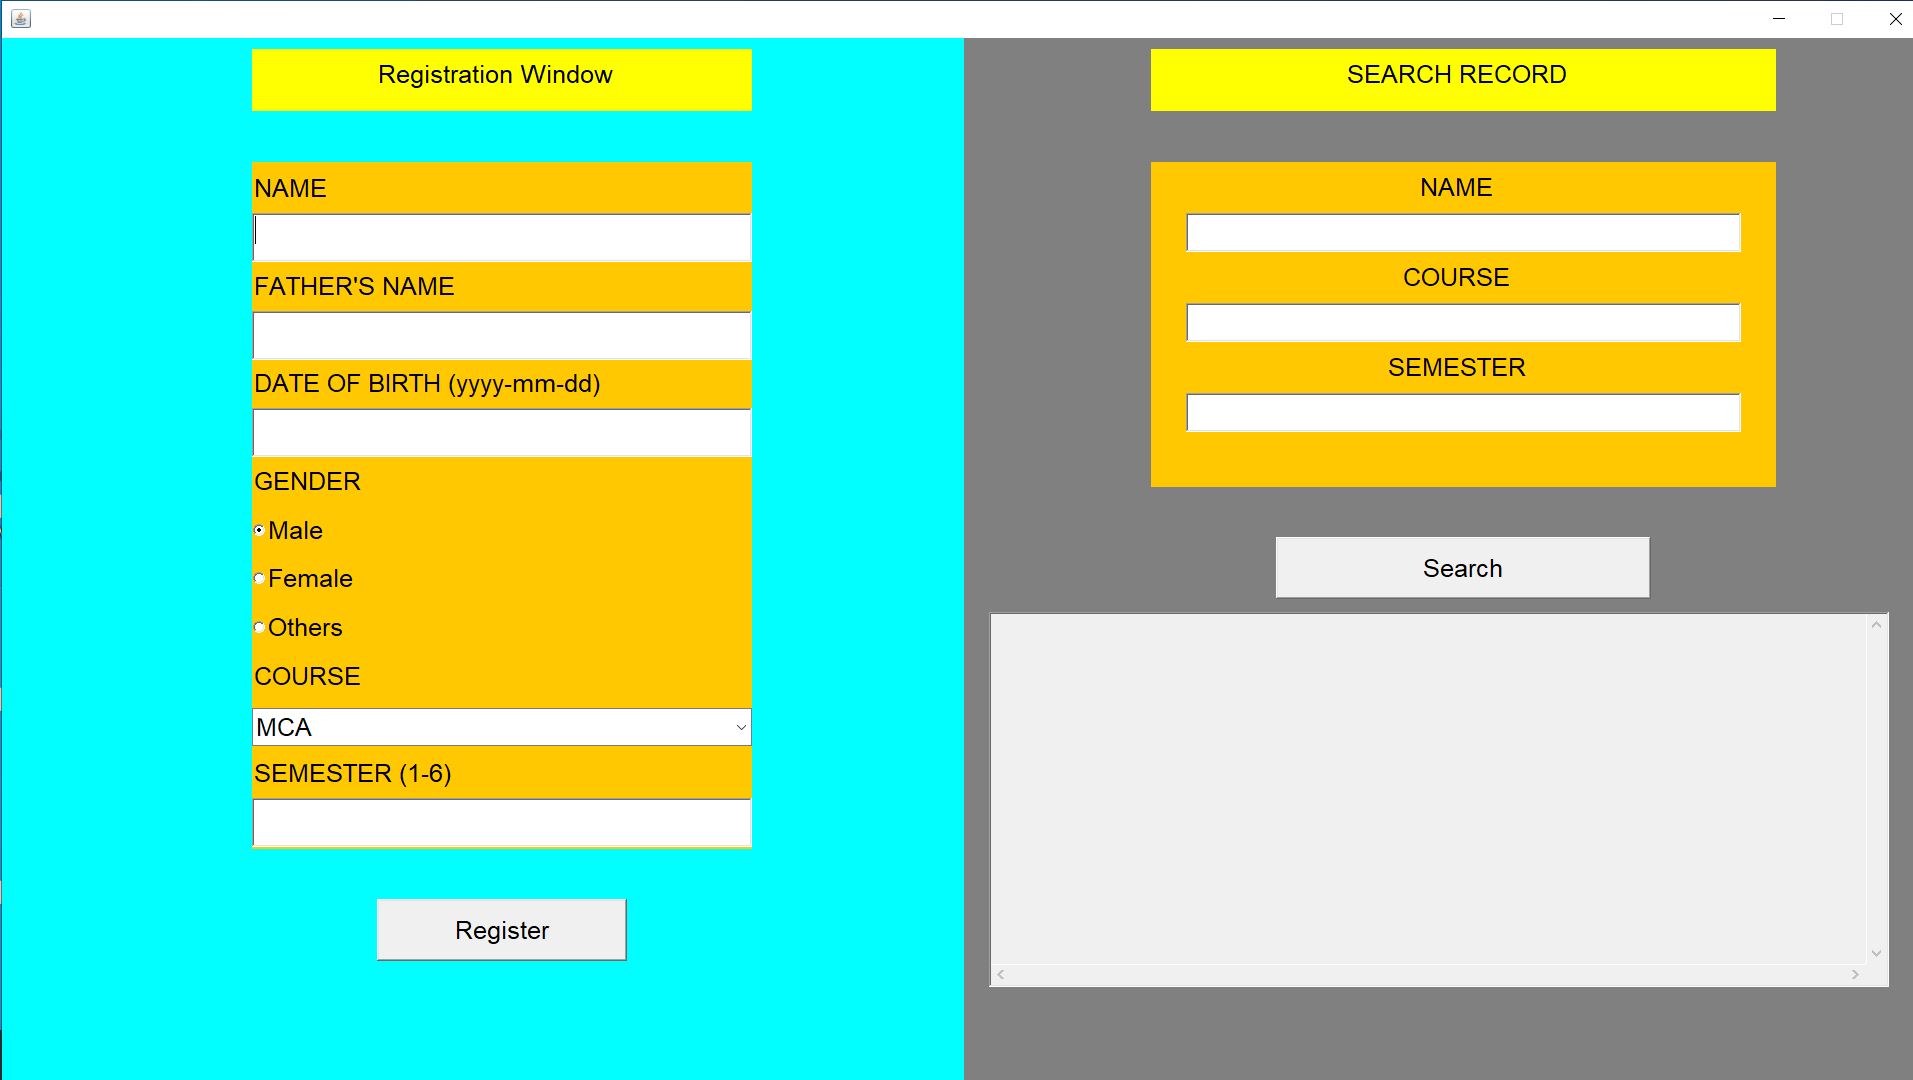 Registration Window
NAME
FATHER'S NAME
DATE OF BIRTH (yyyy-mm-dd)
GENDER
Male
Female
Others
COURSE
MCA
SEMESTER (1-6)
Register
SEARCH RECORD
NAME
COURSE
SEMESTER
Search